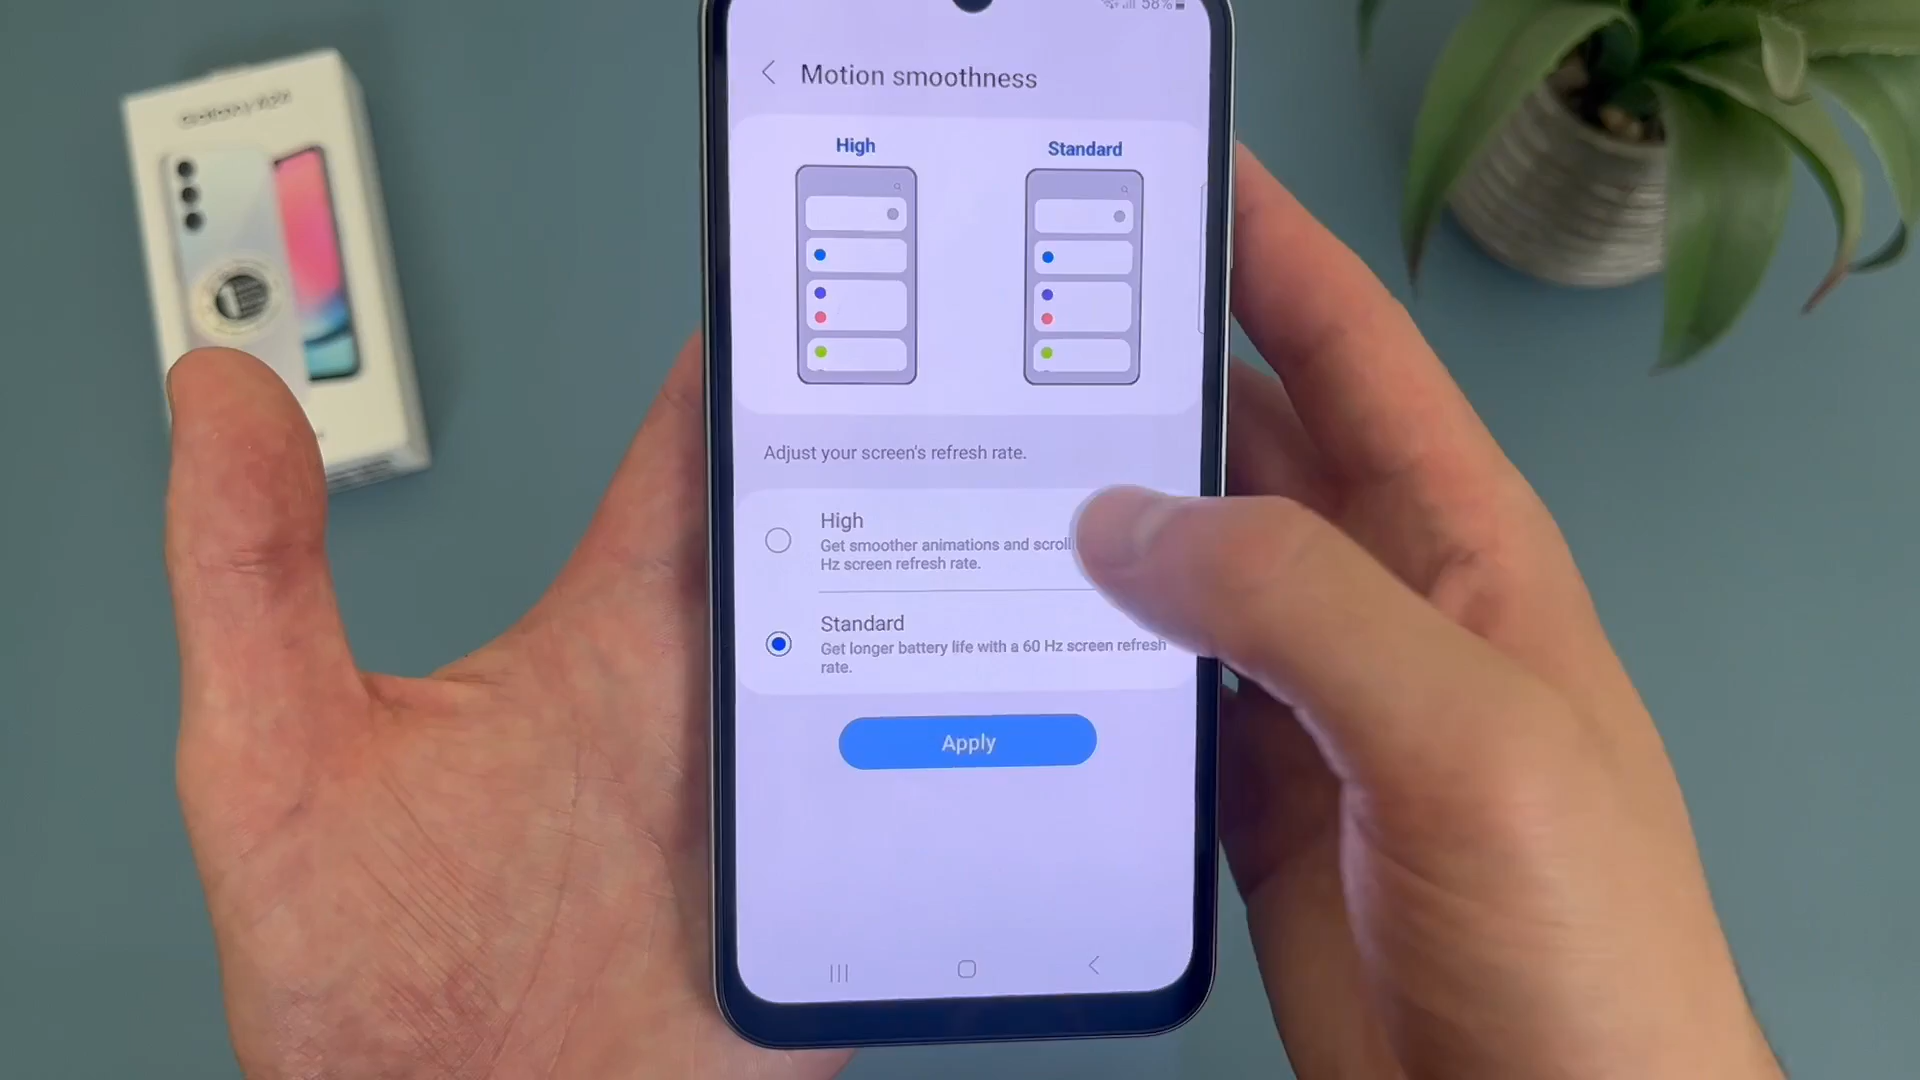 58%
Motion smoothness
High
Standard
Adjust your screen's refresh rate.
High
Get smoother animations and scroll
Hz screen refresh rate.
Standard
Get longer battery life with a 60 Hz screen refresh
rate.
Apply